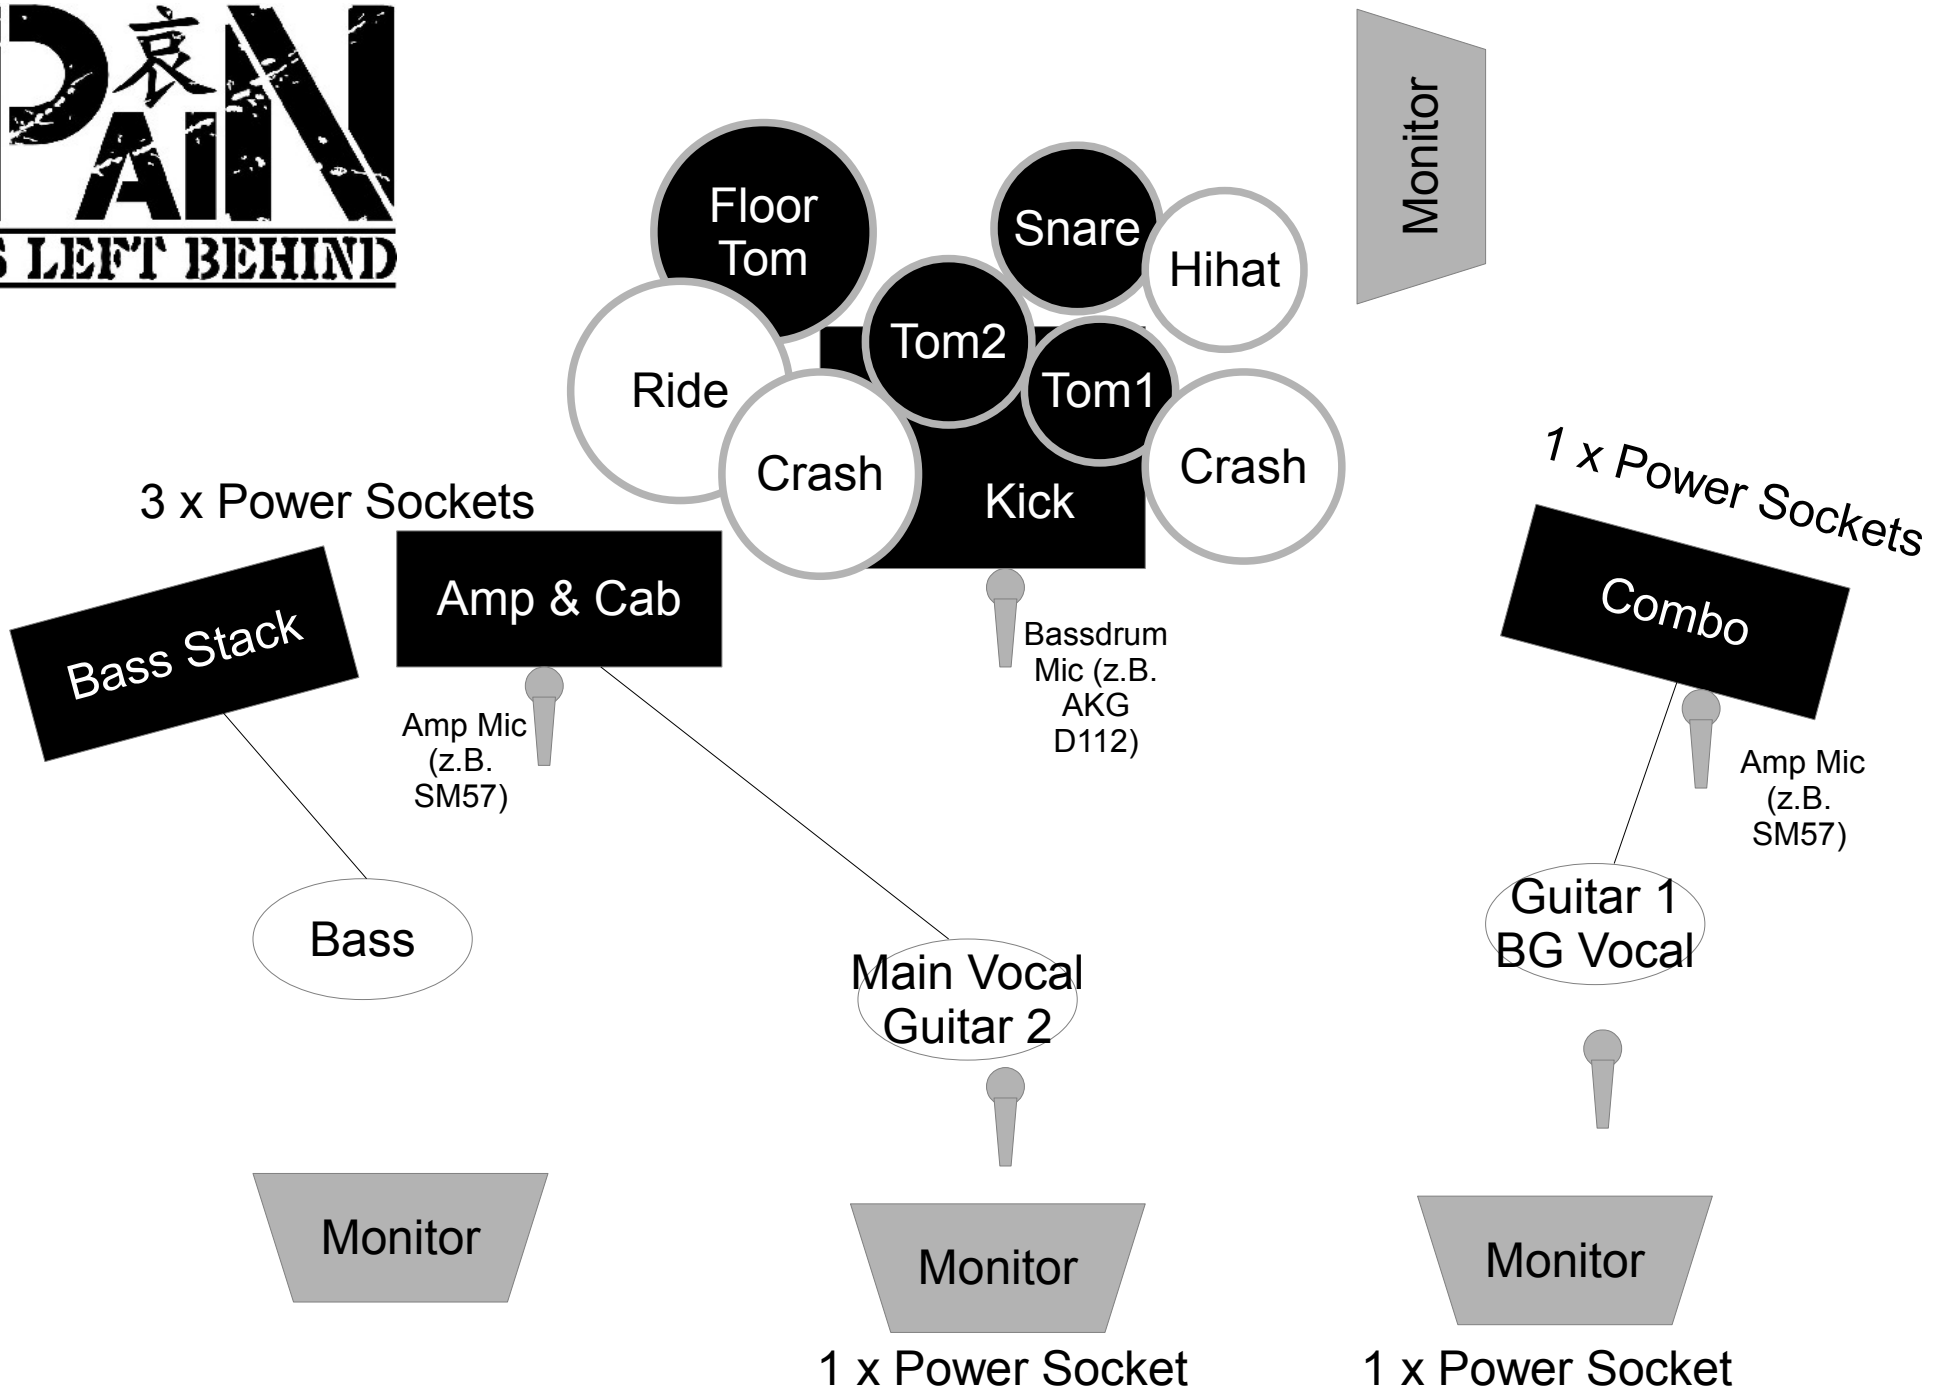 哀
PAiN
LEFT BEHIND
Monitor
Floor
Tom
Snare
Hihat
Tom2
Ride
Tom1
Crash
Crash
Kick
3 x Power Sockets
1 x Power Sockets
Bass Stack
Amp & Cab
Combo
Bassdrum
Mic (z.B.
AKG
D112)
Amp Mic
(z.B.
SM57)
Amp Mic
(z.B.
SM57)
Bass
Main Vocal
Guitar 2
Guitar 1
BG Vocal
Monitor
Monitor
Monitor
1 x Power Socket
1 x Power Socket